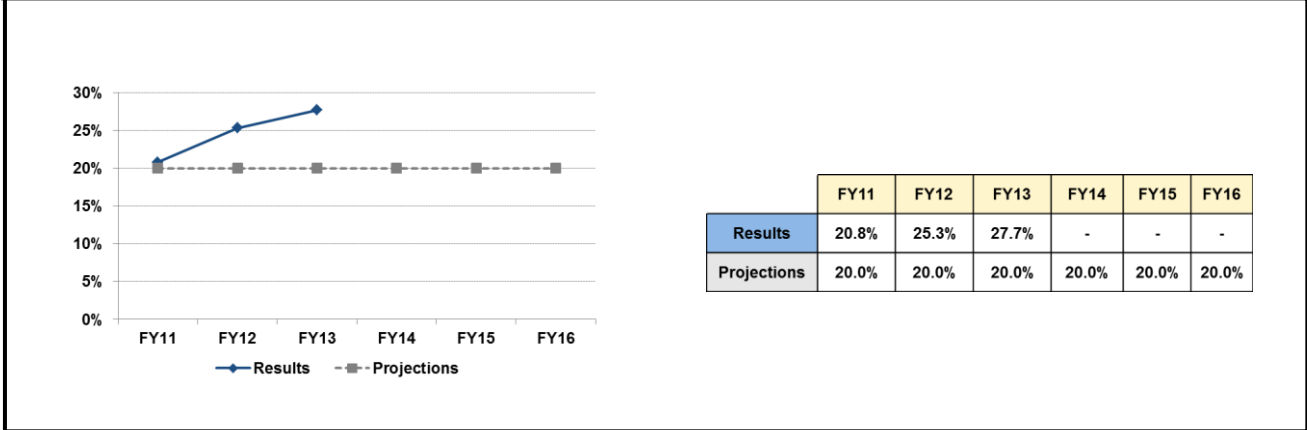 30%
25%
20%
15%
10%
5%
0%
FY11 FY12 FY13 FY14 FY15 FY16
Results Projections
FY11 FY12 FY13 FY14 FY15 FY16
Results 20.8% 25.3% 27.7% - - -
Projections 20.0% 20.0% 20.0% 20.0% 20.0% 20.0%